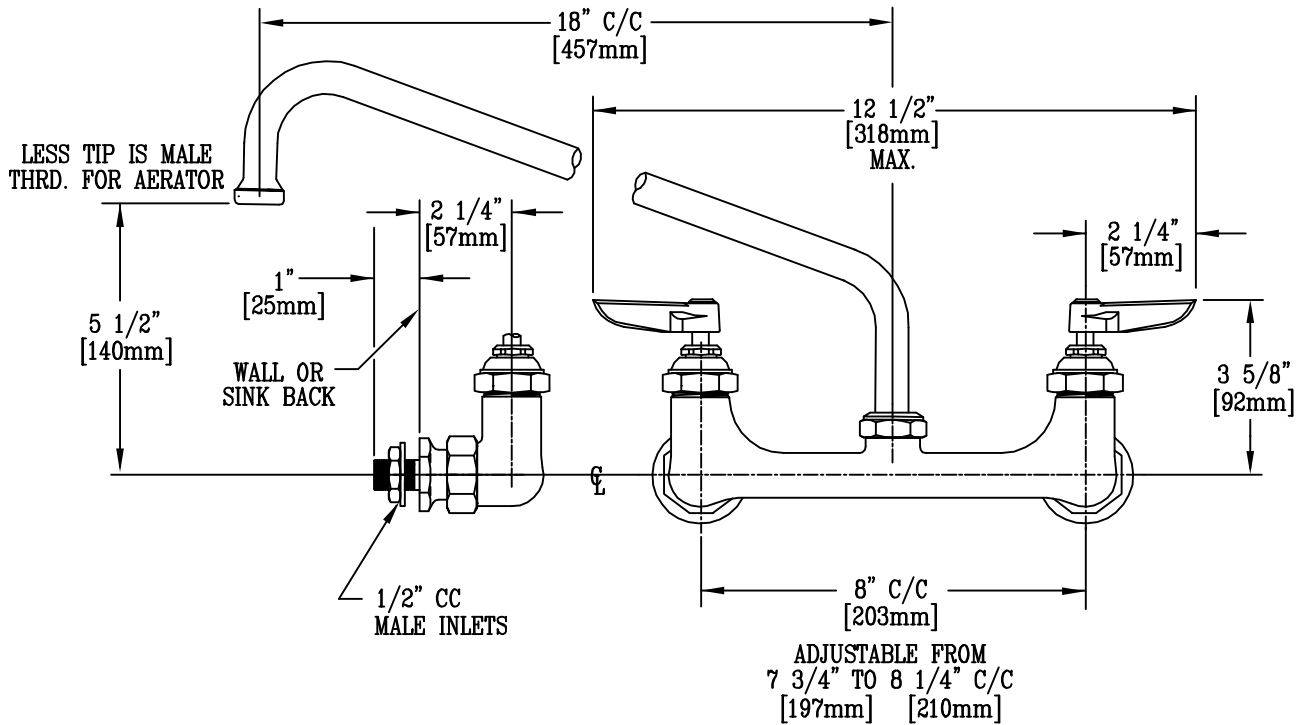 18" C/C
[457mm]
12 1/2"
[318mm]
MAX.
LESS TIP IS MALE
THRD. FOR AERATOR
2 1/4"
[57mm]
2 1/4"
[57mm]
1"
[25mm]
5 1/2"
[140mm]
WALL OR
SINK BACK
3 5/8"
[92mm]
CL
1/2" CC
MALE INLETS
8" C/C
[203mm]
ADJUSTABLE FROM
7 3/4" TO 8 1/4" C/C
[197mm] [210mm]